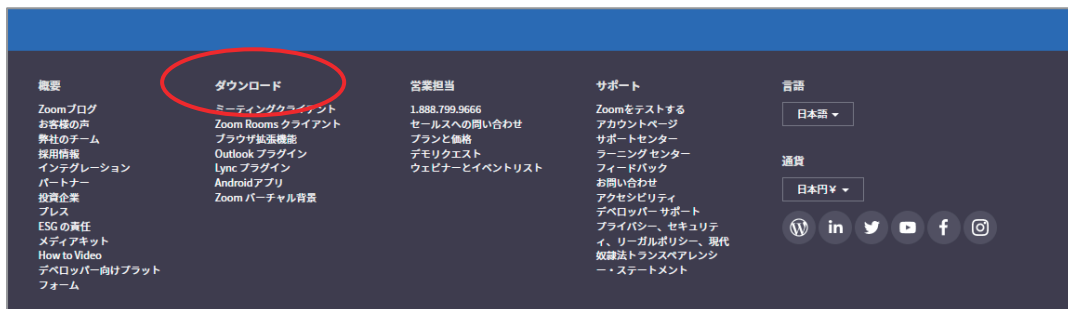 概要
Zoomブログ
お客様の声
弊社のチーム
採用情報
インテグレーション
パートナー
投資企業
プレス
ESG の責任
メディアキット
How to Video
デベロッパー向けプラット
フォーム
ダウンロード
ミーティングクライアント
Zoom Rooms クライアント
ブラウザ拡張機能
Outlook プラグイン
Lync プラグイン
Androidアプリ
Zoom バーチャル背景
営業担当
1.888.799.9666
セールスへの問い合わせ
プランと価格
デモリクエスト
ウェビナーとイベントリスト
サポート
Zoomをテストする
アカウントページ
サポートセンター
ラーニング センター
フィードバック
お問い合わせ
アクセシビリティ
デベロッパー サポート
プライバシー、セキュリテ
ィ、リーガルポリシー、現代
奴隷法トランスペアレンシ
ー・ステートメント
言語
日本語
通貨
日本円 ¥